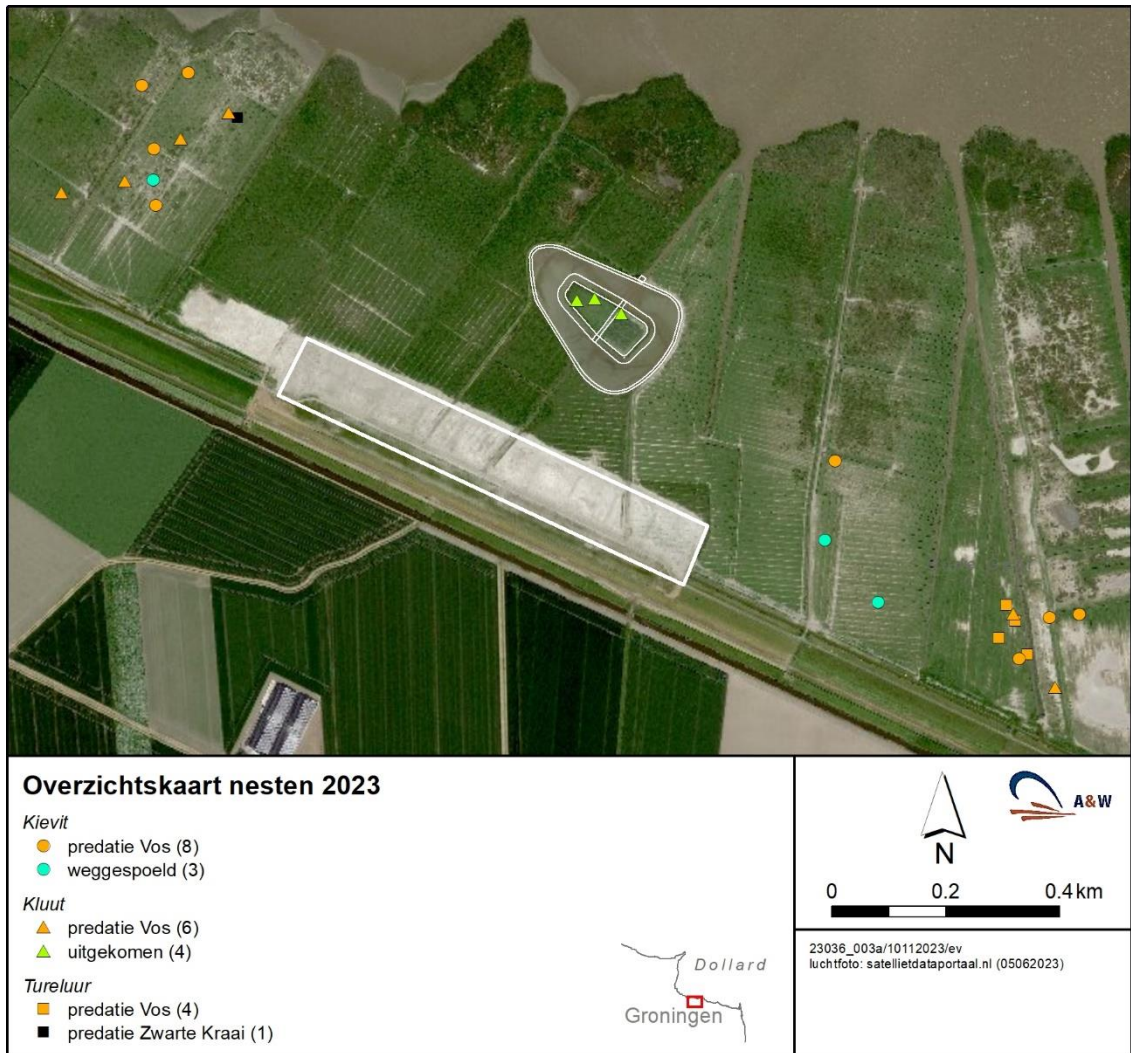 Overzichtskaart nesten 2023
Kievit
predatie Vos (8)
weggespoeld (3)
Kluut
predatie Vos (6)
uitgekomen (4)
Tureluur
predatie Vos (4)
predatie Zwarte Kraai (1)
Dollard
Groningen
N
A&W
0 0.2 0.4 km
23036_003a/10112023/ev
luchtfoto: satellietdataportaal.nl (05062023)